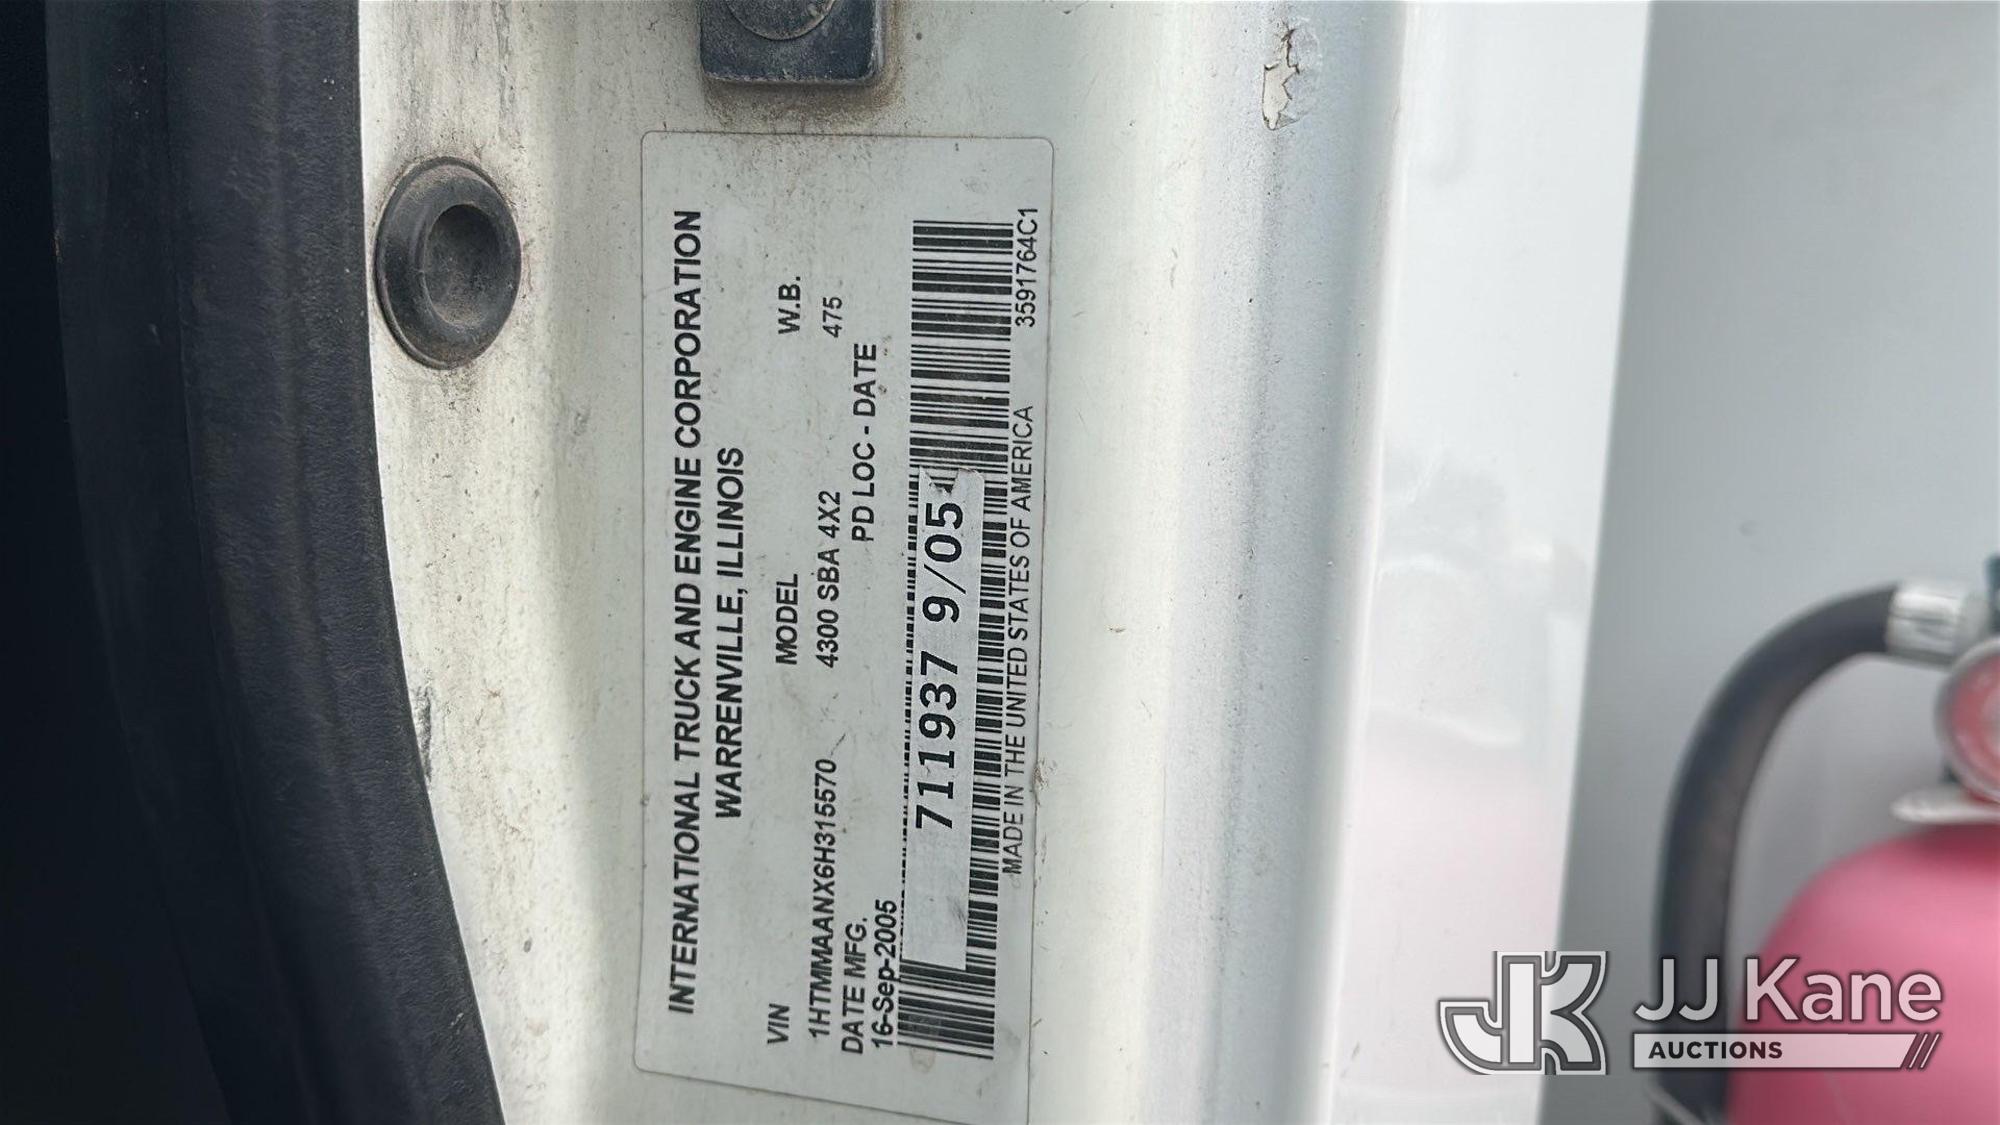 INTERNATIONAL TRUCK AND ENGINE CORPORATION
WARRENVILLE, ILLINOIS
VIN MODEL W.B.
1HTMMAANX6H315570 4300 SBA 4X2 475
DATE MFG. PD LOC - DATE
16-Sep-2005
711937 9/05
MADE IN THE UNITED STATES OF AMERICA 3591764C1
JK JJ Kane
AUCTIONS